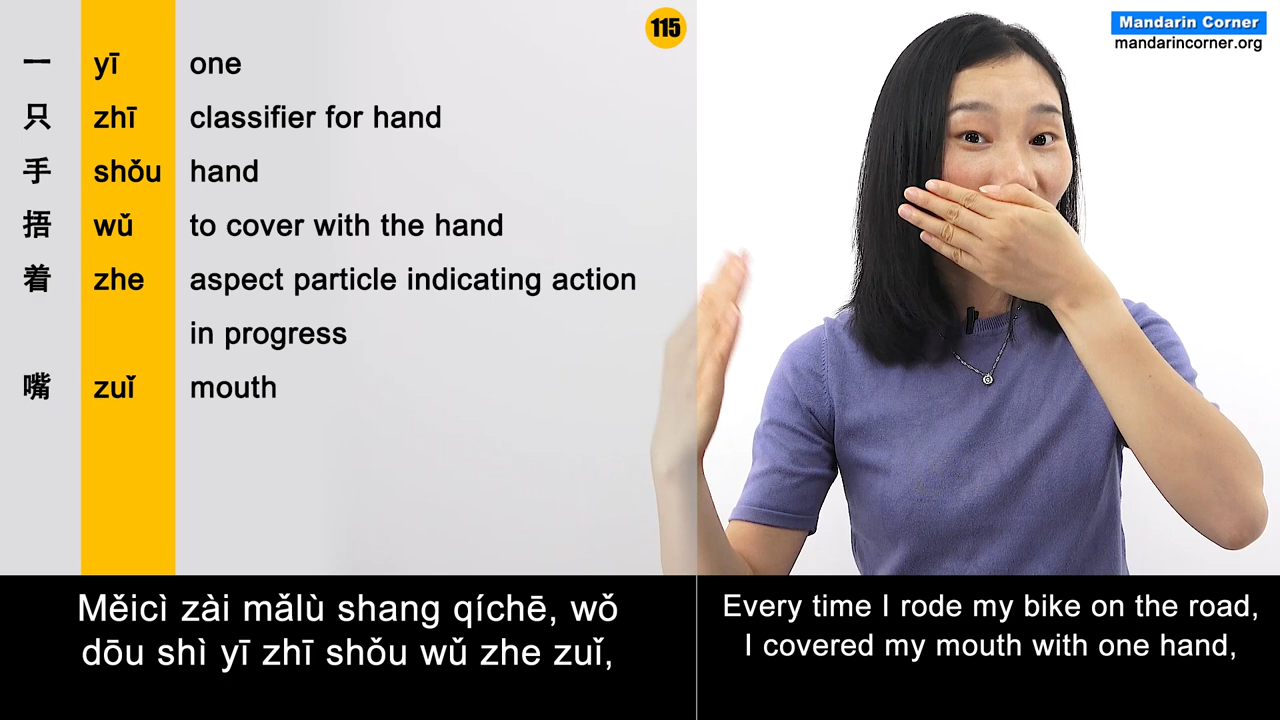 115
一 yī one
只 zhī classifier for hand
手 shǒu hand
捂 wǔ to cover with the hand
着 zhe aspect particle indicating action
in progress
嘴 zuǐ mouth
Mandarin Corner
mandarincorner.org
Měicì zài mǎlù shang qíchē, wǒ
dōu shì yī zhī shǒu wǔ zhe zuǐ,
Every time I rode my bike on the road,
I covered my mouth with one hand,